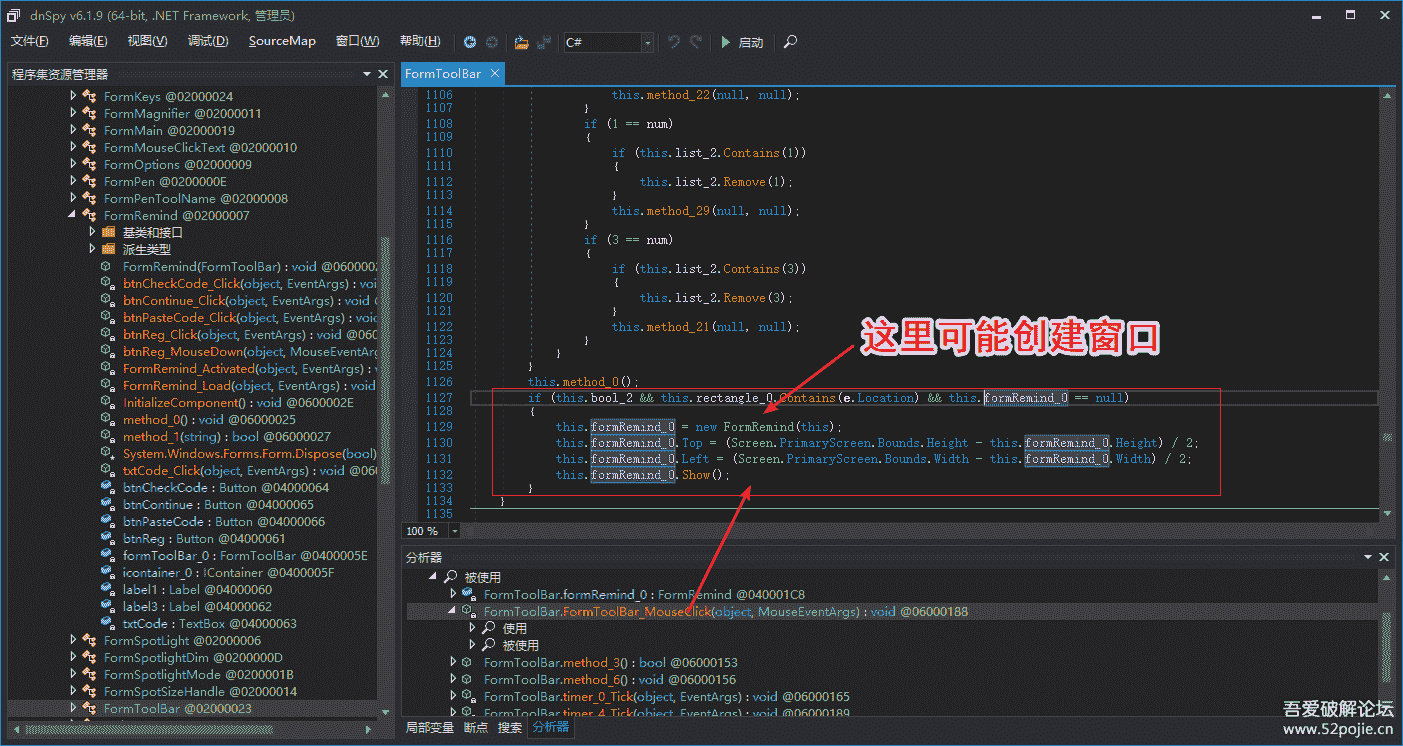 dnSpy v6.1.9 (64-bit, .NET Framework, 管理员)
文件(F) 编辑(E) 视图(V) 调试(D) SourceMap 窗口(W) 帮助(H) C# 启动
程序集资源管理器
FormKeys @02000024
FormMagnifier @02000011
FormMain @02000019
FormMouseClickText @02000010
FormOptions @02000009
FormPen @0200000E
FormPenToolName @02000008
FormRemind @02000007
基类和接口
派生类型
FormRemind(FormToolBar) : void @0600002
btnCheckCode_Click(object, EventArgs) : voi
btnContinue_Click(object, EventArgs) : void
btnPasteCode_Click(object, EventArgs) : voi
btnReg_Click(object, EventArgs) : void @060
btnReg_MouseDown(object, MouseEventArg
FormRemind_Activated(object, EventArgs) :
FormRemind_Load(object, EventArgs) : void
InitializeComponent() : void @0600002E
method_0() : void @06000025
method_1(string) : bool @06000027
System.Windows.Forms.Form.Dispose(bool)
txtCode_Click(object, EventArgs) : void @060
btnCheckCode : Button @04000064
btnContinue : Button @04000065
btnPasteCode : Button @04000066
btnReg : Button @04000061
formToolBar_0 : FormToolBar @0400005E
icontainer_0 : IContainer @0400005F
label1 : Label @04000060
label3 : Label @04000062
txtCode : TextBox @04000063
FormSpotLight @02000006
FormSpotlightDim @0200000D
FormSpotlightMode @0200001B
FormSpotSizeHandle @02000014
FormToolBar @02000023
FormToolBar
1106 this.method_22(null, null);
1107 }
1108 if (1 == num)
1109 {
1110 if (this.list_2.Contains(1))
1111 {
1112 this.list_2.Remove(1);
1113 }
1114 this.method_29(null, null);
1115 }
1116 if (3 == num)
1117 {
1118 if (this.list_2.Contains(3))
1119 {
1120 this.list_2.Remove(3);
1121 }
1122 this.method_21(null, null);
1123 }
1124 }
1125 }
1126 this.method_0();
1127 if (this.bool_2 && this.rectangle_0.Contains(e.Location) && this.formRemind_0 == null)
1128 {
1129 this.formRemind_0 = new FormRemind(this);
1130 this.formRemind_0.Top = (Screen.PrimaryScreen.Bounds.Height - this.formRemind_0.Height) / 2;
1131 this.formRemind_0.Left = (Screen.PrimaryScreen.Bounds.Width - this.formRemind_0.Width) / 2;
1132 this.formRemind_0.Show();
1133 }
1134 }
1135
这里可能创建窗口
100 %
分析器
被使用
FormToolBar.formRemind_0 : FormRemind @040001C8
FormToolBar.FormToolBar_MouseClick(object, MouseEventArgs) : void @06000188
使用
被使用
FormToolBar.method_3() : bool @06000153
FormToolBar.method_6() : void @06000156
FormToolBar.timer_0_Tick(object, EventArgs) : void @06000165
FormToolBar.timer_4_Tick(object, EventArgs) : void @06000189
局部变量 断点 搜索 分析器
吾爱破解论坛
www.52pojie.cn